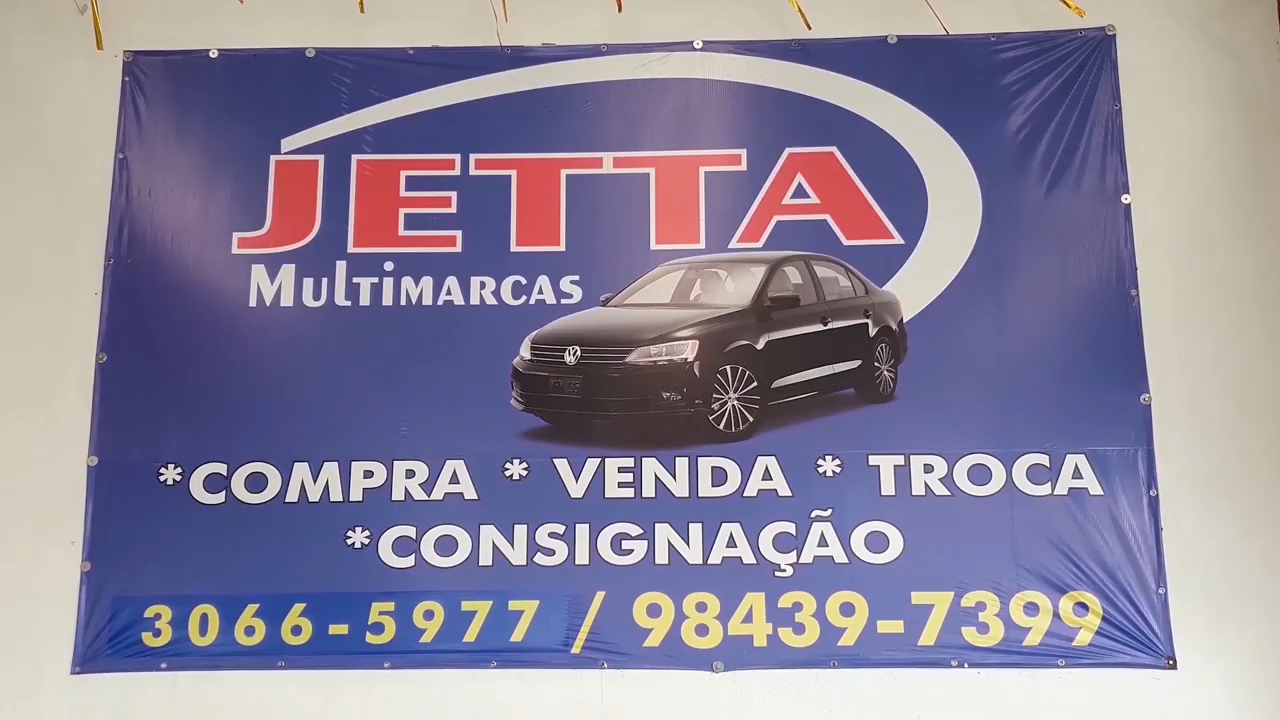 JETTA
MULTIMARCAS
*COMPRA * VENDA * TROCA
*CONSIGNAÇÃO
3066-5977 / 98439-7399